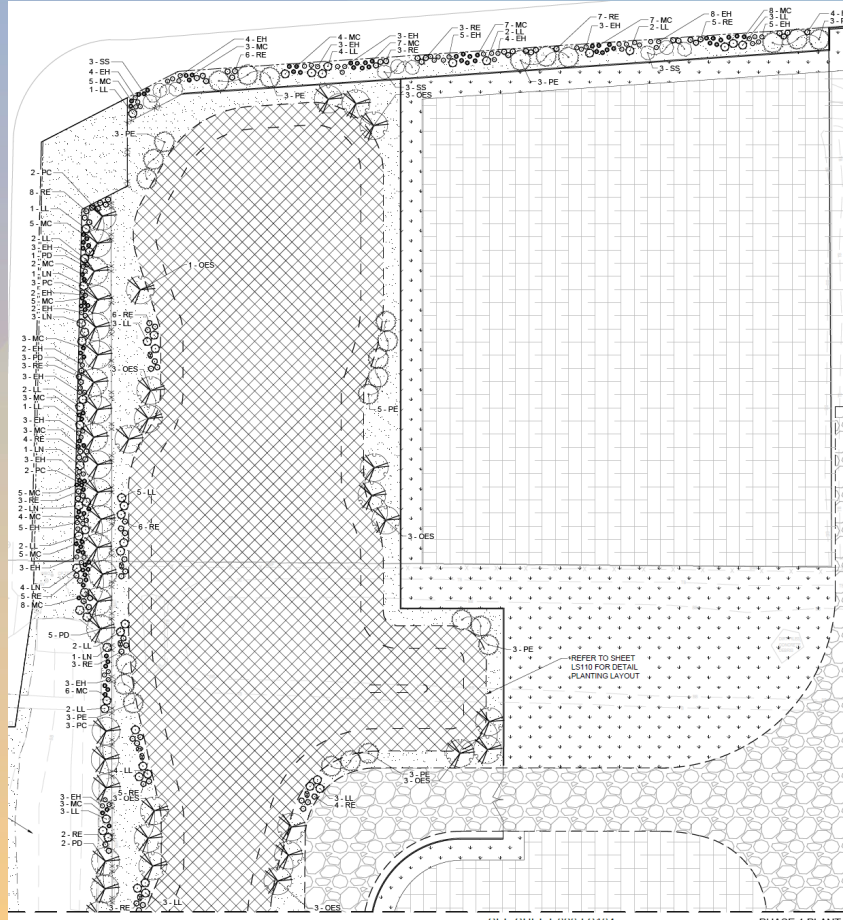 4 - EH
3 - MC
6 - RE
4 - MC
3 - EH
4 - LL
3 - EH
7 - MC
3 - RE
3 - RE
5 - EH
7 - MC
2 - LL
4 - EH
7 - RE
3 - EH
7 - MC
2 - LL
8 - EH
5 - RE
8 - MC
3 - LL
5 - EH
3 - SS
4 - EH
5 - MC
1 - LL
3 - PE
3 - SS
3 - OES
3 - PE
3 - SS
3 - PE
2 - PC
8 - RE
1 - LL
5 - MC
2 - LL
3 - EH
1 - PD
2 - MC
1 - LN
3 - PC
2 - EH
5 - MC
2 - EH
3 - LN
1 - OES
6 - RE
3 - LL
3 - MC
2 - EH
3 - PD
3 - RE
3 - EH
2 - LL
3 - MC
1 - LL
3 - EH
3 - MC
4 - RE
1 - LN
3 - EH
2 - PC
3 - OES
5 - PE
5 - MC
3 - RE
2 - LN
4 - MC
5 - EH
2 - LL
5 - MC
3 - EH
4 - LN
5 - RE
8 - MC
5 - LL
6 - RE
3 - OES
5 - PD
2 - LL
1 - LN
3 - RE
3 - EH
6 - MC
2 - LL
3 - PE
3 - PC
3 - PE
REFER TO SHEET
LS110 FOR DETAIL
PLANTING LAYOUT
4 - LL
5 - RE
3 - OES
3 - PE
3 - OES
3 - LL
4 - RE
3 - EH
3 - MC
3 - LL
2 - RE
2 - PD
3 - RE
3 - LL
3 - OES